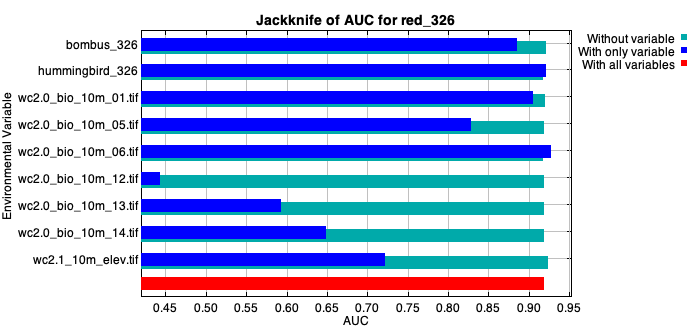 Jackknife of AUC for red_326
Without variable
With only variable
With all variables
Environmental Variable
bombus_326
hummingbird_326
wc2.0_bio_10m_01.tif
wc2.0_bio_10m_05.tif
wc2.0_bio_10m_06.tif
wc2.0_bio_10m_12.tif
wc2.0_bio_10m_13.tif
wc2.0_bio_10m_14.tif
wc2.1_10m_elev.tif
0.45 0.50 0.55 0.60 0.65 0.70 0.75 0.80 0.85 0.90 0.95
AUC